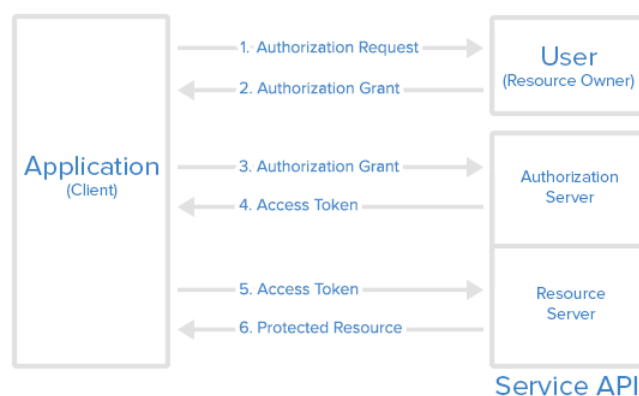 1. Authorization Request
User
(Resource Owner)
2. Authorization Grant
Application
(Client)
3. Authorization Grant
Authorization
Server
4. Access Token
5. Access Token
Resource
Server
6. Protected Resource
Service API